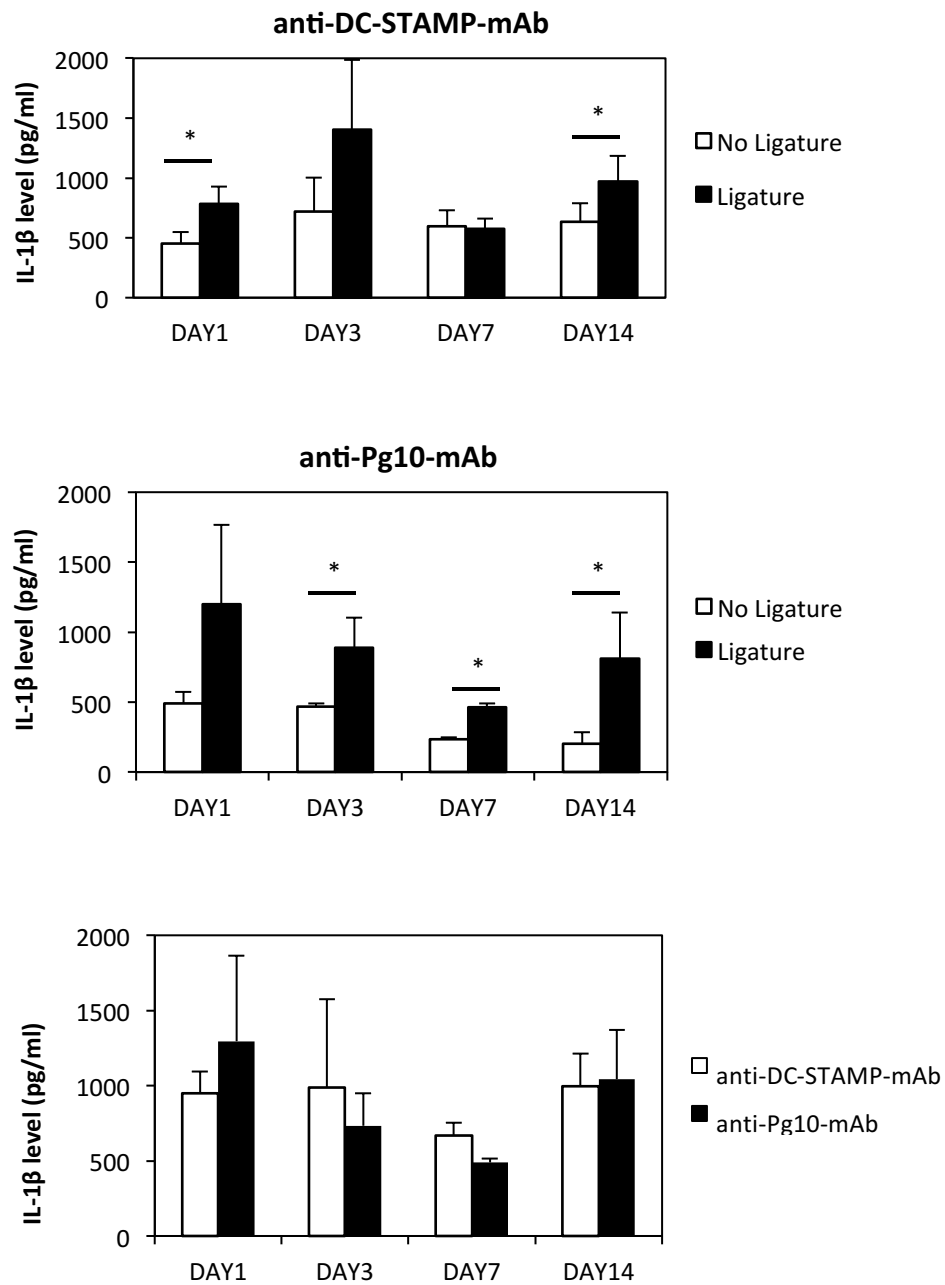 anti-DC-STAMP-mAb
IL-1β level (pg/ml)
2000
1500
1000
500
0
*
*
No Ligature
Ligature
DAY1 DAY3 DAY7 DAY14
anti-Pg10-mAb
IL-1β level (pg/ml)
2000
1500
1000
500
0
*
*
*
No Ligature
Ligature
DAY1 DAY3 DAY7 DAY14
IL-1β level (pg/ml)
2000
1500
1000
500
0
anti-DC-STAMP-mAb
anti-Pg10-mAb
DAY1 DAY3 DAY7 DAY14